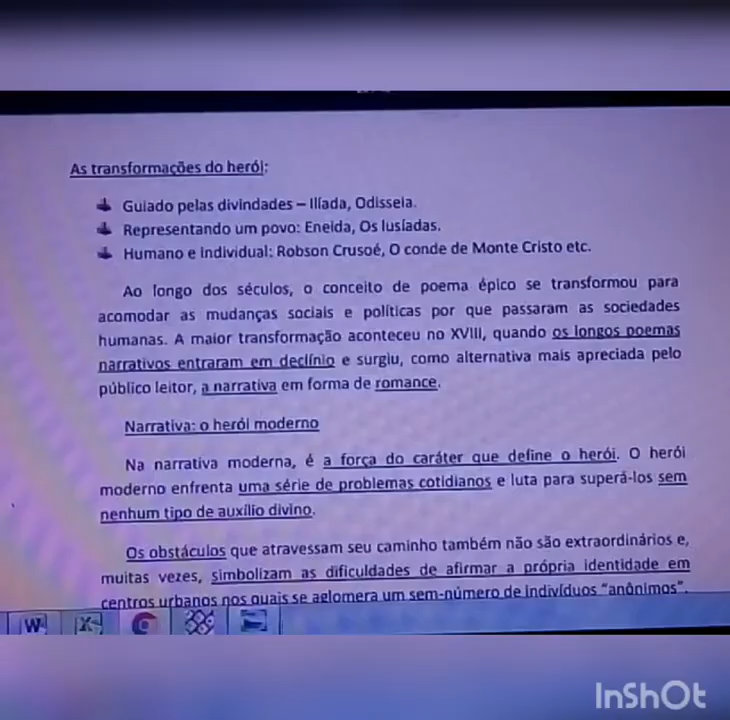 As transformações do herói:
Guiado pelas divindades – Ilíada, Odisseia.
Representando um povo: Eneida, Os lusíadas.
Humano e individual: Robson Crusoé, O conde de Monte Cristo etc.
Ao longo dos séculos, o conceito de poema épico se transformou para
acomodar as mudanças sociais e políticas por que passaram as sociedades
humanas. A maior transformação aconteceu no XVIII, quando os longos poemas
narrativos entraram em declínio e surgiu, como alternativa mais apreciada pelo
público leitor, a narrativa em forma de romance.
Narrativa: o herói moderno
Na narrativa moderna, é a força do caráter que define o herói. O herói
moderno enfrenta uma série de problemas cotidianos e luta para superá-los sem
nenhum tipo de auxílio divino.
Os obstáculos que atravessam seu caminho também não são extraordinários e,
muitas vezes, simbolizam as dificuldades de afirmar a própria identidade em
centros urbanos nos quais se aglomera um sem-número de indivíduos "anônimos".
InShOt